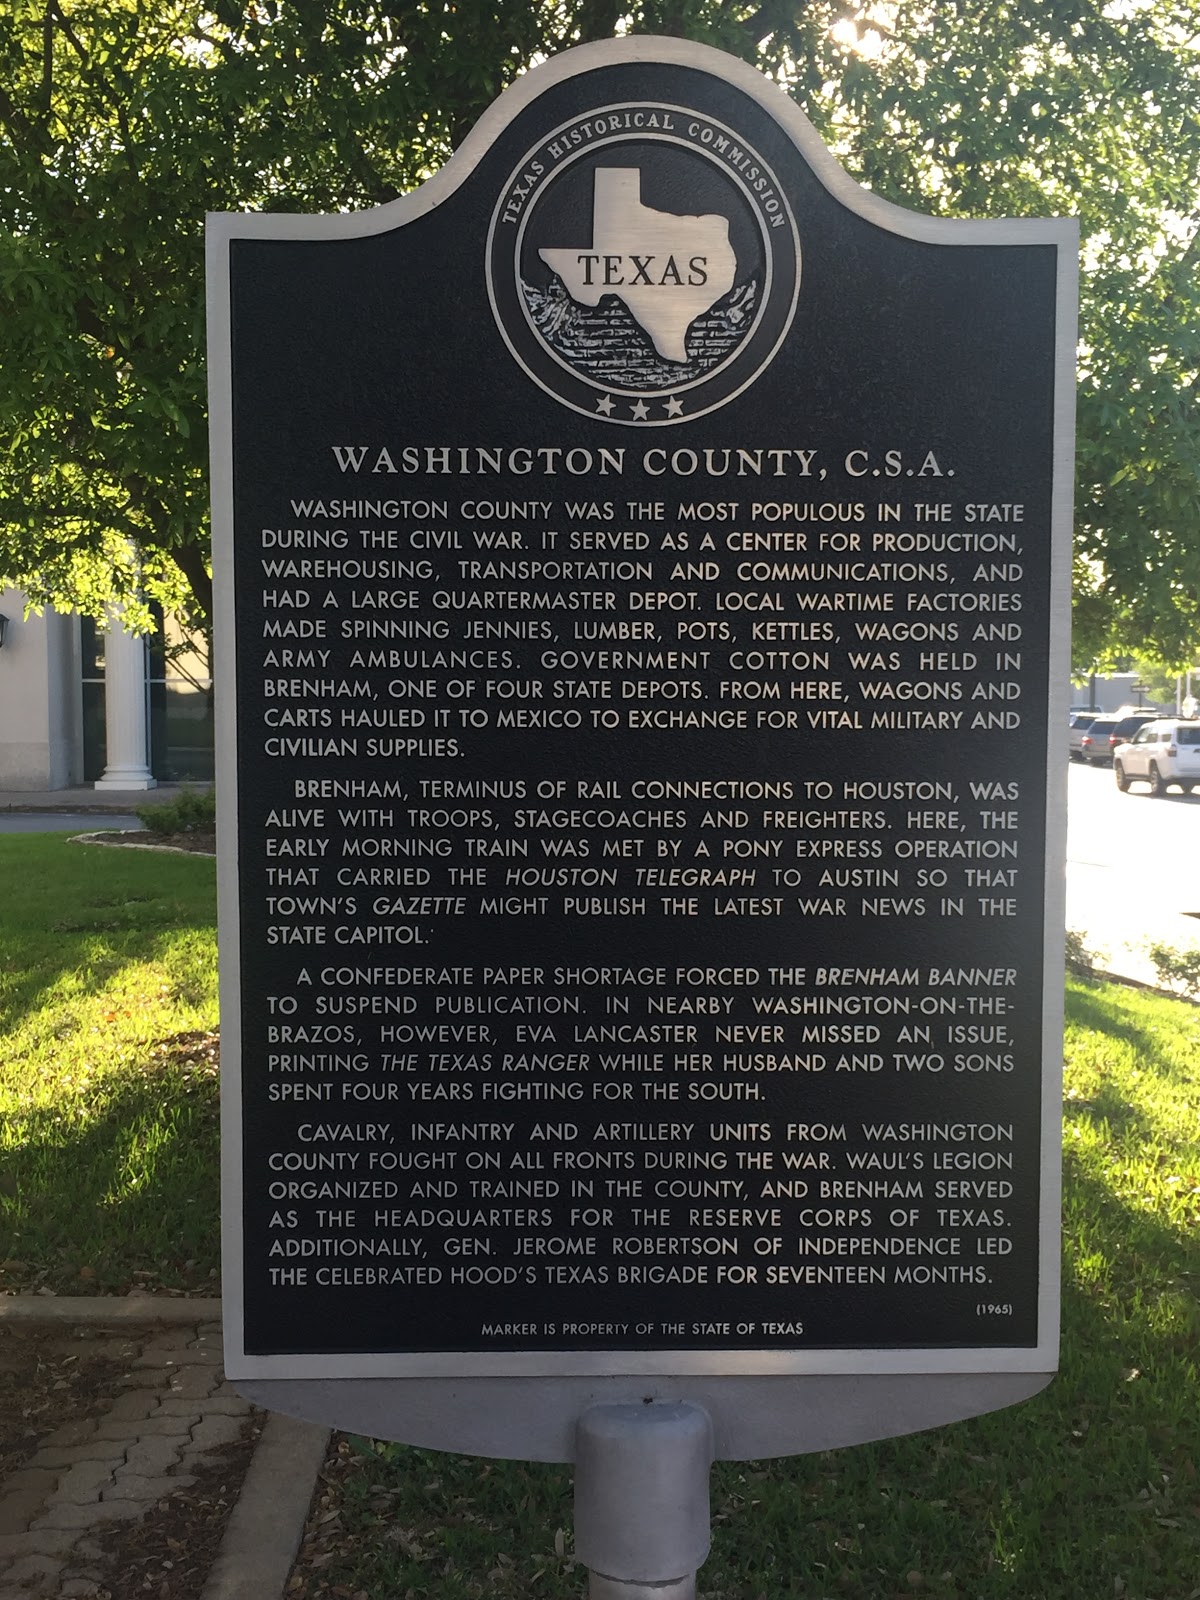 TEXAS HISTORICAL COMMISSION
TEXAS
WASHINGTON COUNTY, C.S.A.
WASHINGTON COUNTY WAS THE MOST POPULOUS IN THE STATE
DURING THE CIVIL WAR. IT SERVED AS A CENTER FOR PRODUCTION,
WAREHOUSING, TRANSPORTATION AND COMMUNICATIONS, AND
HAD A LARGE QUARTERMASTER DEPOT. LOCAL WARTIME FACTORIES
MADE SPINNING JENNIES, LUMBER, POTS, KETTLES, WAGONS AND
ARMY AMBULANCES. GOVERNMENT COTTON WAS HELD IN
BRENHAM, ONE OF FOUR STATE DEPOTS. FROM HERE, WAGONS AND
CARTS HAULED IT TO MEXICO TO EXCHANGE FOR VITAL MILITARY AND
CIVILIAN SUPPLIES.
BRENHAM, TERMINUS OF RAIL CONNECTIONS TO HOUSTON, WAS
ALIVE WITH TROOPS, STAGECOACHES AND FREIGHTERS. HERE, THE
EARLY MORNING TRAIN WAS MET BY A PONY EXPRESS OPERATION
THAT CARRIED THE HOUSTON TELEGRAPH TO AUSTIN SO THAT
TOWN'S GAZETTE MIGHT PUBLISH THE LATEST WAR NEWS IN THE
STATE CAPITOL.
A CONFEDERATE PAPER SHORTAGE FORCED THE BRENHAM BANNER
TO SUSPEND PUBLICATION. IN NEARBY WASHINGTON-ON-THE-
BRAZOS, HOWEVER, EVA LANCASTER NEVER MISSED AN ISSUE,
PRINTING THE TEXAS RANGER WHILE HER HUSBAND AND TWO SONS
SPENT FOUR YEARS FIGHTING FOR THE SOUTH.
CAVALRY, INFANTRY AND ARTILLERY UNITS FROM WASHINGTON
COUNTY FOUGHT ON ALL FRONTS DURING THE WAR. WAUL'S LEGION
ORGANIZED AND TRAINED IN THE COUNTY, AND BRENHAM SERVED
AS THE HEADQUARTERS FOR THE RESERVE CORPS OF TEXAS.
ADDITIONALLY, GEN. JEROME ROBERTSON OF INDEPENDENCE LED
THE CELEBRATED HOOD'S TEXAS BRIGADE FOR SEVENTEEN MONTHS.
(1965)
MARKER IS PROPERTY OF THE STATE OF TEXAS